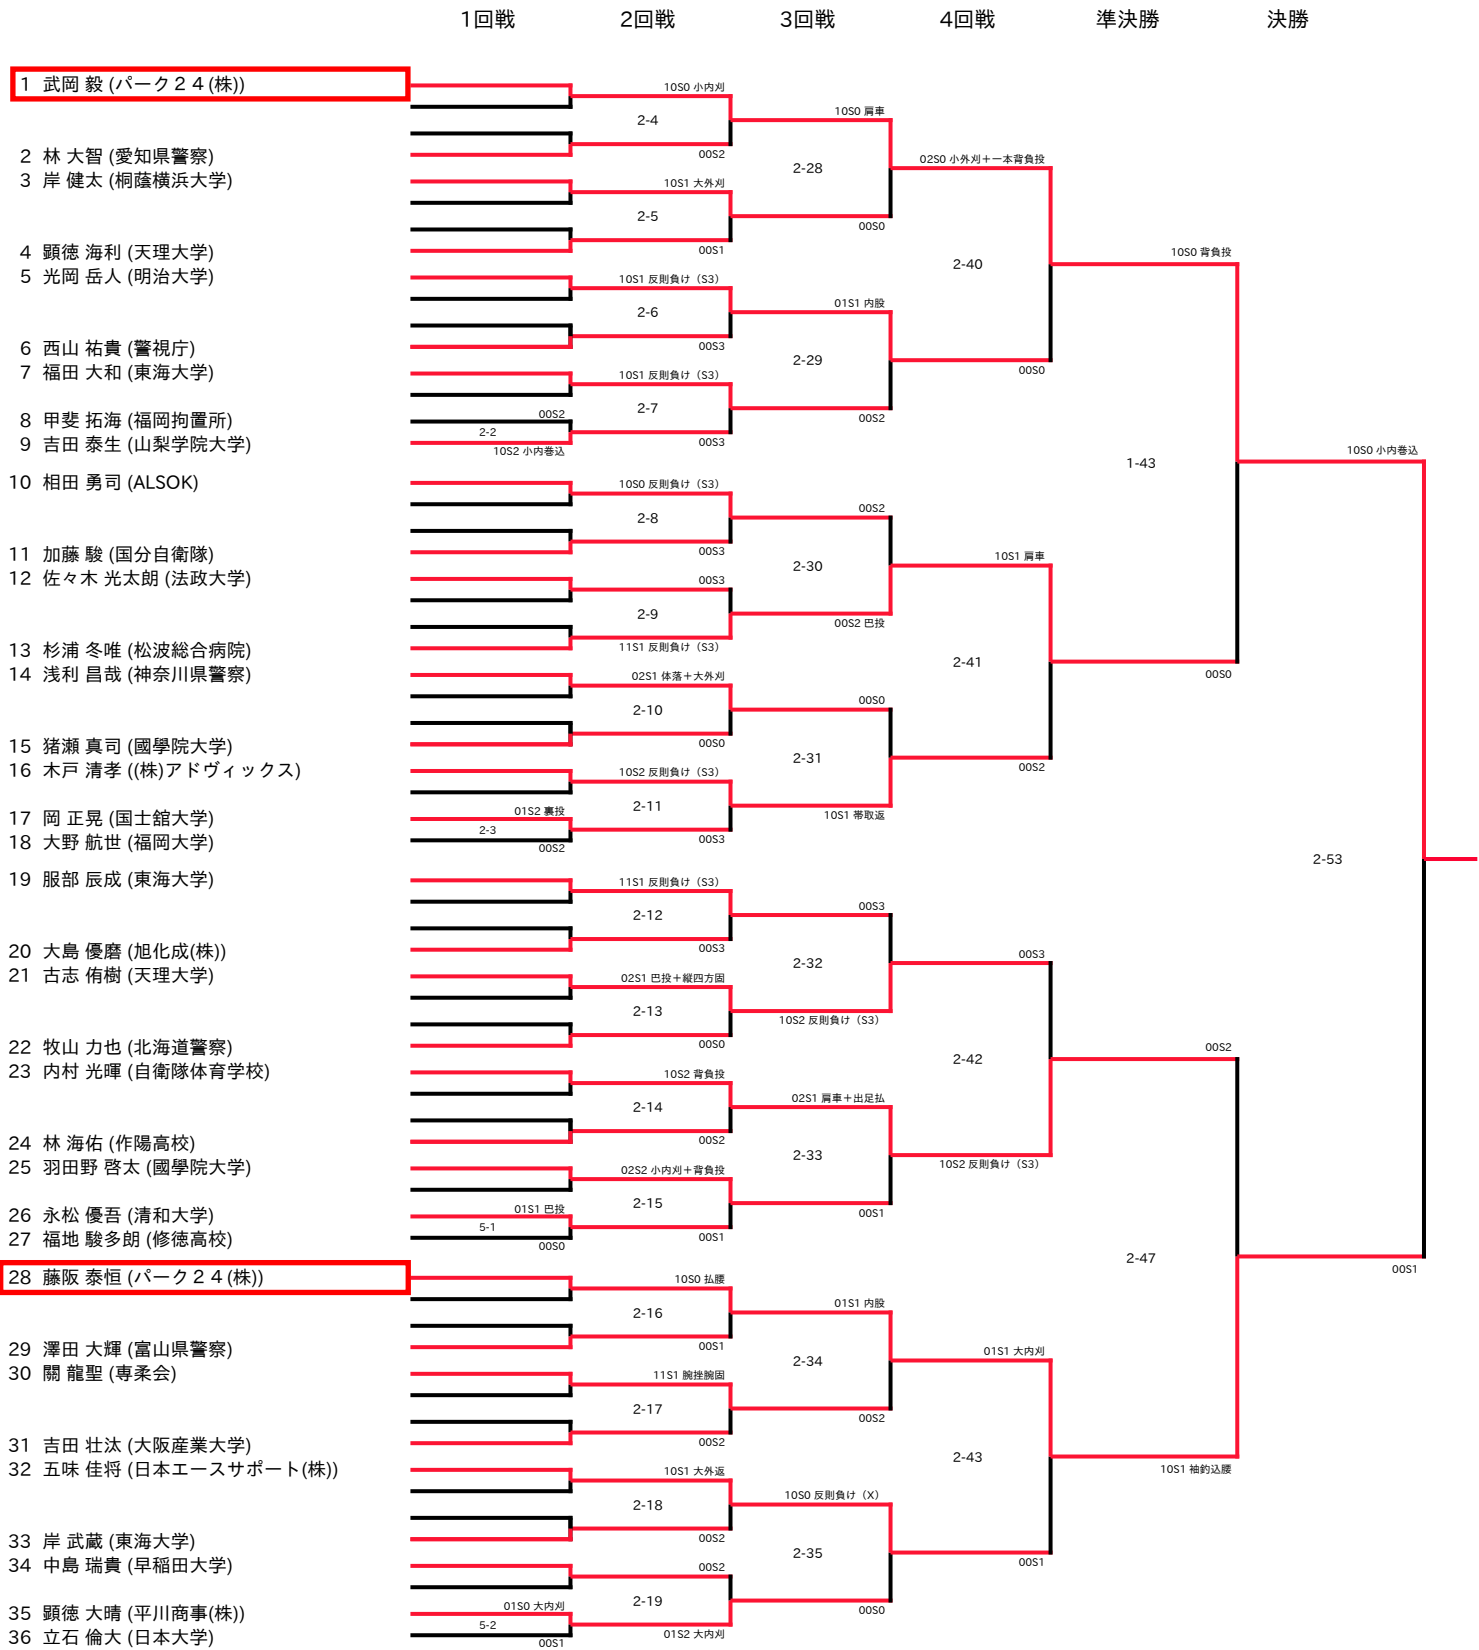 1回戦 2回戦 3回戦 4回戦 準決勝 決勝
1 武岡 毅 (パーク２４(株))
10S0 小内刈
10S0 肩車
2-4
2 林 大智 (愛知県警察)
00S2
02S0 小外刈＋一本背負投
2-28
3 岸 健太 (桐蔭横浜大学)
10S1 大外刈
2-5
00S0
4 顕徳 海利 (天理大学)
00S1
10S0 背負投
2-40
5 光岡 岳人 (明治大学)
10S1 反則負け（S3）
01S1 内股
2-6
6 西山 祐貴 (警視庁)
00S3
2-29
00S0
7 福田 大和 (東海大学)
10S1 反則負け（S3）
2-7
8 甲斐 拓海 (福岡拘置所)
00S2
00S2
2-2
9 吉田 泰生 (山梨学院大学)
00S3
10S2 小内巻込
10S0 小内巻込
1-43
10 相田 勇司 (ALSOK)
10S0 反則負け（S3）
00S2
2-8
11 加藤 駿 (国分自衛隊)
00S3
10S1 肩車
2-30
12 佐々木 光太朗 (法政大学)
00S3
2-9
00S2 巴投
13 杉浦 冬唯 (松波総合病院)
11S1 反則負け（S3）
2-41
14 浅利 昌哉 (神奈川県警察)
00S0
02S1 体落＋大外刈
00S0
2-10
15 猪瀬 真司 (國學院大学)
00S0
2-31
00S2
16 木戸 清孝 ((株)アドヴィックス)
10S2 反則負け（S3）
2-11
17 岡 正晃 (国士舘大学)
01S2 裏投
10S1 帯取返
2-3
18 大野 航世 (福岡大学)
00S3
00S2
2-53
19 服部 辰成 (東海大学)
11S1 反則負け（S3）
00S3
2-12
20 大島 優磨 (旭化成(株))
00S3
00S3
2-32
21 古志 侑樹 (天理大学)
02S1 巴投＋縦四方固
2-13
10S2 反則負け（S3）
22 牧山 力也 (北海道警察)
00S0
00S2
2-42
23 内村 光暉 (自衛隊体育学校)
10S2 背負投
02S1 肩車＋出足払
2-14
24 林 海佑 (作陽高校)
00S2
2-33
10S2 反則負け（S3）
25 羽田野 啓太 (國學院大学)
02S2 小内刈＋背負投
2-15
26 永松 優吾 (清和大学)
01S1 巴投
00S1
5-1
27 福地 駿多朗 (修徳高校)
00S1
00S0
2-47
00S1
28 藤阪 泰恒 (パーク２４(株))
10S0 払腰
01S1 内股
2-16
29 澤田 大輝 (富山県警察)
00S1
01S1 大内刈
2-34
30 關 龍聖 (専柔会)
11S1 腕挫腕固
2-17
00S2
31 吉田 壮汰 (大阪産業大学)
00S2
2-43
32 五味 佳将 (日本エースサポート(株))
10S1 袖釣込腰
10S1 大外返
10S0 反則負け（X）
2-18
33 岸 武蔵 (東海大学)
00S2
2-35
00S1
34 中島 瑞貴 (早稲田大学)
00S2
2-19
35 顕徳 大晴 (平川商事(株))
01S0 大内刈
00S0
5-2
36 立石 倫大 (日本大学)
01S2 大内刈
00S1